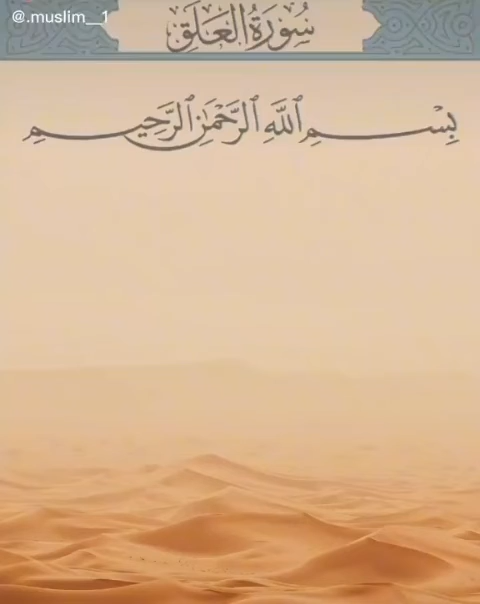 @.muslim__1
سُورَةُ العَلَقِ
بِسْمِ ٱللَّهِ ٱلرَّحْمَٰنِ ٱلرَّحِيمِ